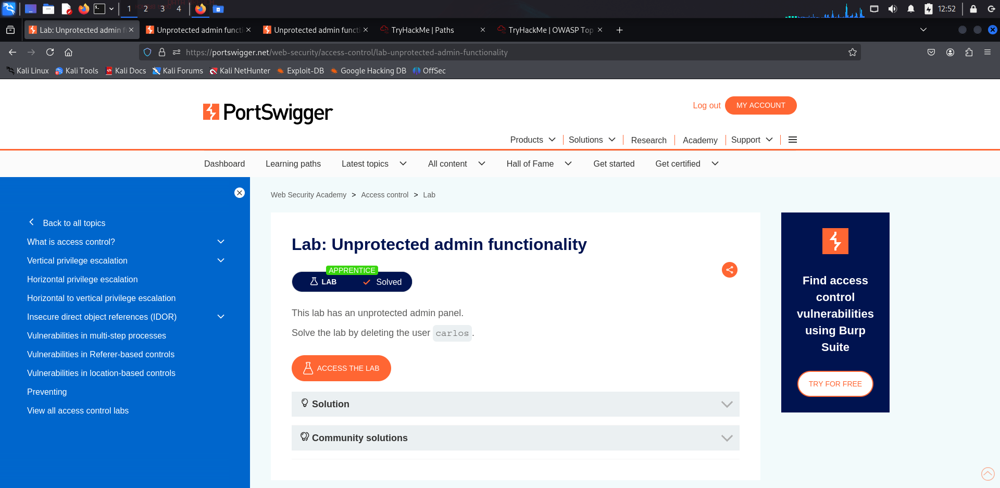 1 2 3 4
12:52
Lab: Unprotected admin f
Unprotected admin functi
Unprotected admin functi
TryHackMe | Paths
TryHackMe | OWASP Top
https://portswigger.net/web-security/access-control/lab-unprotected-admin-functionality
Kali Linux Kali Tools Kali Docs Kali Forums Kali NetHunter Exploit-DB Google Hacking DB OffSec
PortSwigger
Log out MY ACCOUNT
Products Solutions Research Academy Support
Dashboard Learning paths Latest topics All content Hall of Fame Get started Get certified
Back to all topics
What is access control?
Vertical privilege escalation
Horizontal privilege escalation
Horizontal to vertical privilege escalation
Insecure direct object references (IDOR)
Vulnerabilities in multi-step processes
Vulnerabilities in Referer-based controls
Vulnerabilities in location-based controls
Preventing
View all access control labs
Web Security Academy > Access control > Lab
Lab: Unprotected admin functionality
APPRENTICE
LAB Solved
This lab has an unprotected admin panel.
Solve the lab by deleting the user carlos.
ACCESS THE LAB
Solution
Community solutions
Find access
control
vulnerabilities
using Burp
Suite
TRY FOR FREE